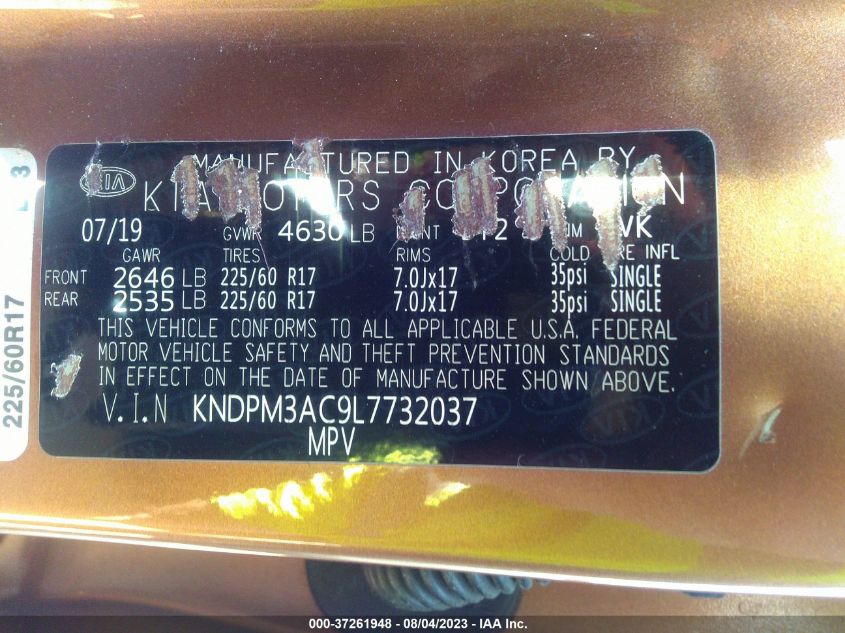 KIA
MANUFACTURED IN KOREA BY
KIA MOTORS CORPORATION
07/19 GVWR 4630 LB
GAWR TIRES RIMS COLD INFL
FRONT 2646 LB 225/60 R17 7.0Jx17 35psi SINGLE
REAR 2535 LB 225/60 R17 7.0Jx17 35psi SINGLE
THIS VEHICLE CONFORMS TO ALL APPLICABLE U.S.A. FEDERAL
MOTOR VEHICLE SAFETY AND THEFT PREVENTION STANDARDS
IN EFFECT ON THE DATE OF MANUFACTURE SHOWN ABOVE.
V.I.N KNDPM3AC9L7732037
MPV
225/60R17
000-37261948 - 08/04/2023 - IAA Inc.